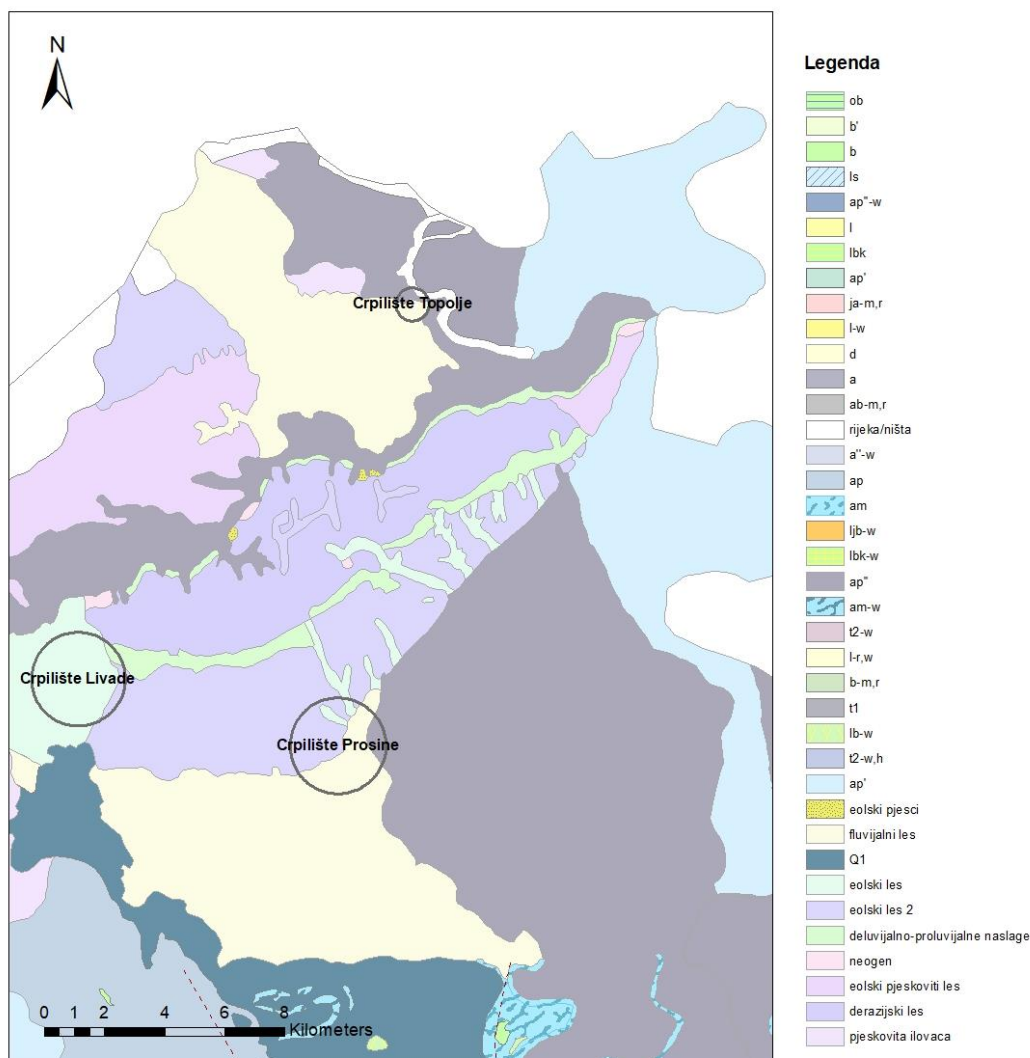 N
Crpilište Topolje
Crpilište Livade
Crpilište Prosine
0 2 4 6 8
Kilometers
Legenda
ob
b'
b
ls
ap"-w
l
lbk
ap'
ja-m,r
l-w
d
a
ab-m,r
rijeka/ništa
a"-w
ap
am
ljb-w
lbk-w
ap"
am-w
t2-w
l-r,w
b-m,r
t1
lb-w
t2-w,h
ap'
eolski pjesci
fluvijalni les
Q1
eolski les
eolski les 2
deluvijalno-proluvijalne naslage
neogen
eolski pjeskoviti les
derazijski les
pjeskovita ilovaca